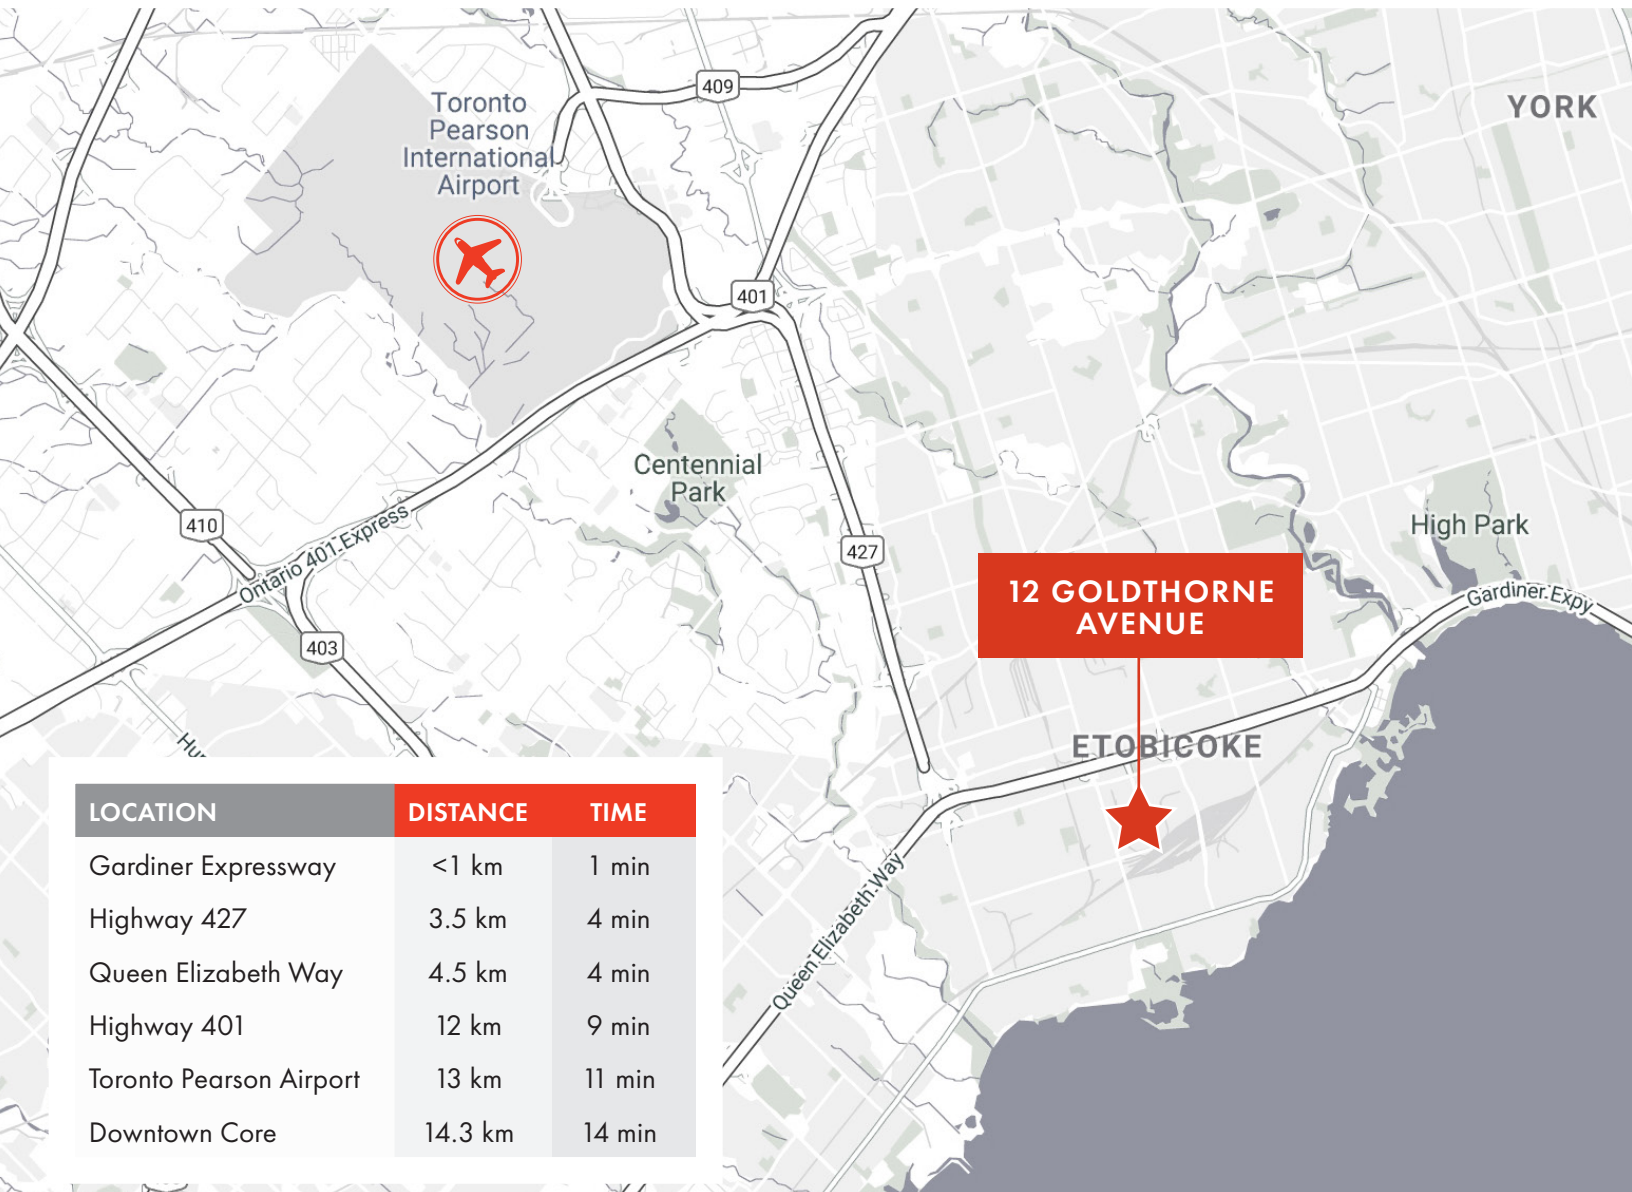 409
YORK
Toronto
Pearson
International
Airport
401
Centennial
Park
410
Ontario 401 Express
427
High Park
12 GOLDTHORNE
AVENUE
Gardiner Expy
403
ETOBICOKE
Queen Elizabeth Way
LOCATION DISTANCE TIME
Gardiner Expressway <1 km 1 min
Highway 427 3.5 km 4 min
Queen Elizabeth Way 4.5 km 4 min
Highway 401 12 km 9 min
Toronto Pearson Airport 13 km 11 min
Downtown Core 14.3 km 14 min